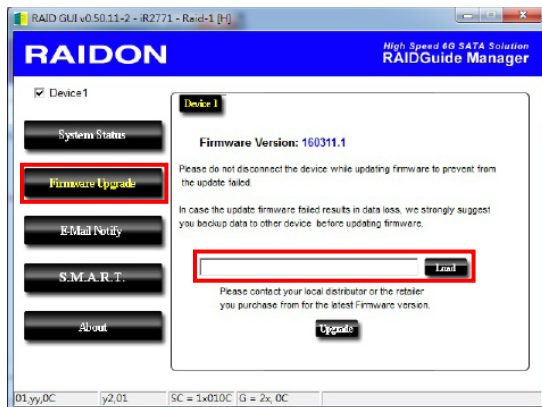 RAID GUI v0.50.11-2 - iR2771 - Raid-1 [H]
RAIDON
High Speed 6G SATA Solution
RAIDGuide Manager
Device1
Device 1
System Status
Firmware Version: 160311.1
Please do not disconnect the device while updating firmware to prevent from
the update failed.
Firmware Upgrade
In case the update firmware failed results in data loss, we strongly suggest
you backup data to other device before updating firmware.
E-Mail Notify
Load
S.M.A.R.T.
Please contact your local distributor or the retailer
you purchase from for the latest Firmware version.
About
Upgrade
01,yy,0C
y2,01
SC = 1x010C
G = 2x, 0C